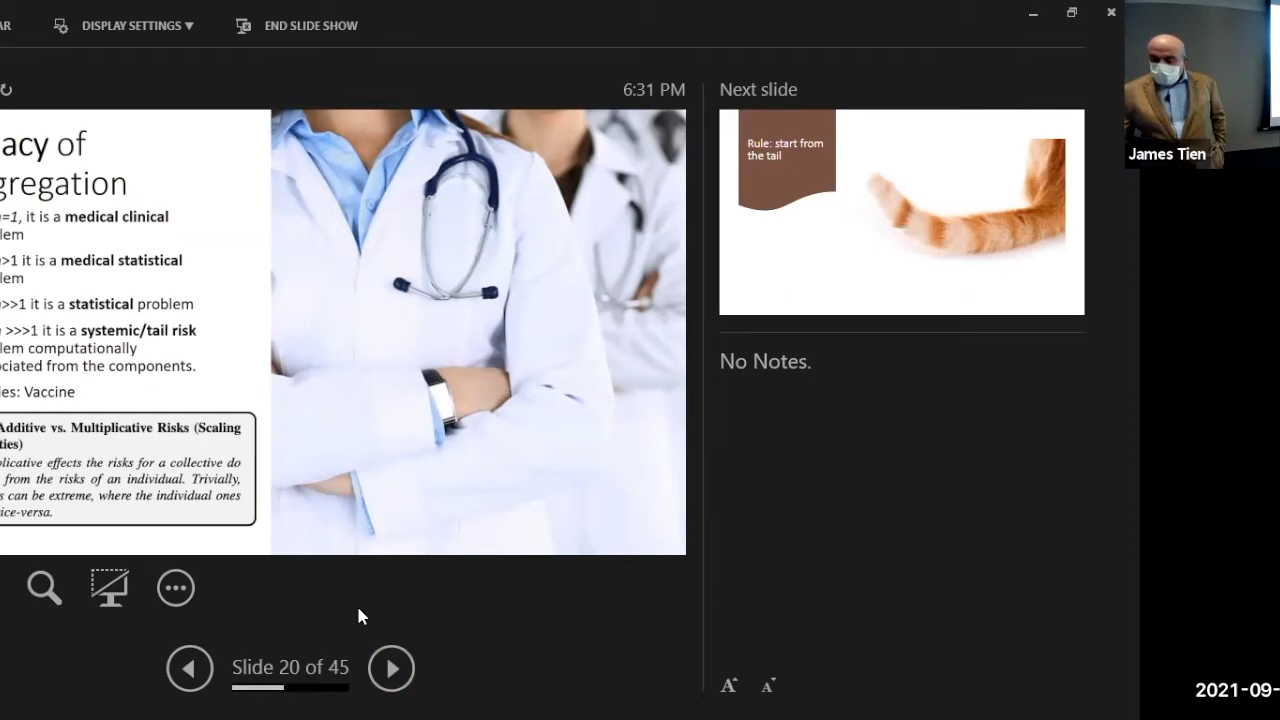 AR
DISPLAY SETTINGS
END SLIDE SHOW
6:31 PM
acy of
gregation
n=1, it is a medical clinical
lem
>1 it is a medical statistical
lem
>>1 it is a statistical problem
>>>1 it is a systemic/tail risk
lem computationally
ciated from the components.
les: Vaccine
Additive vs. Multiplicative Risks (Scaling
ties)
plicative effects the risks for a collective do
from the risks of an individual. Trivially,
s can be extreme, where the individual ones
ice-versa.
Slide 20 of 45
Next slide
Rule: start from
the tail
No Notes.
A A
James Tien
2021-09-